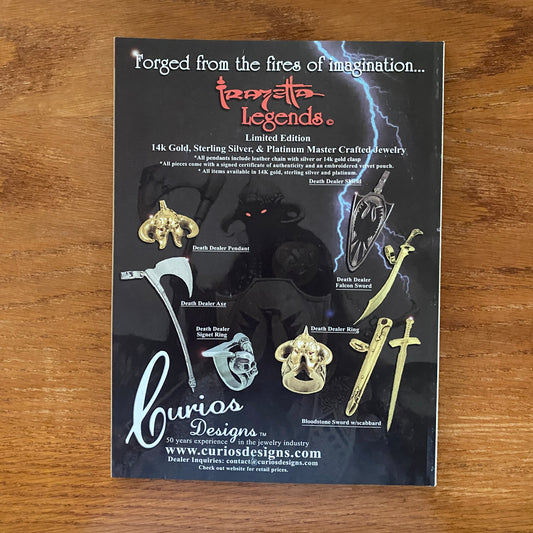 Forged from the fires of imagination...
Frazetta
Legends
Limited Edition
14k Gold, Sterling Silver, & Platinum Master Crafted Jewelry
*All pendants include leather chain with silver or 14k gold clasp
*All pieces come with a signed certificate of authenticity and an embroidered velvet pouch.
* All items available in 14K gold, sterling silver and platinum.
Death Dealer Shield
Death Dealer Pendant
Death Dealer
Falcon Sword
Death Dealer Axe
Death Dealer
Signet Ring
Death Dealer Ring
Bloodstone Sword w/scabbard
Curios
Designs TM
50 years experience in the jewelry industry
www.curiosdesigns.com
Dealer Inquiries: contact@curiosdesigns.com
Check out website for retail prices.